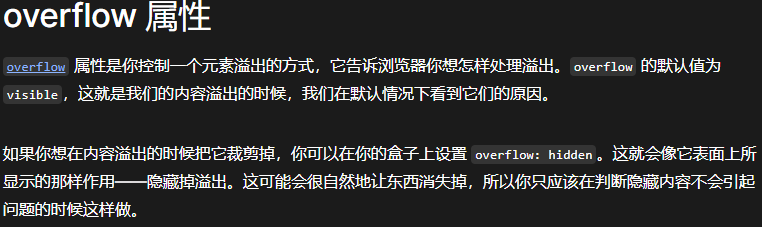 overflow 属性
overflow 属性是你控制一个元素溢出的方式，它告诉浏览器你想怎样处理溢出。overflow 的默认值为
visible，这就是我们的内容溢出的时候，我们在默认情况下看到它们的原因。
如果你想在内容溢出的时候把它裁剪掉，你可以在你的盒子上设置 overflow: hidden。这就会像它表面上所
显示的那样作用——隐藏掉溢出。这可能会很自然地让东西消失掉，所以你只应该在判断隐藏内容不会引起
问题的时候这样做。